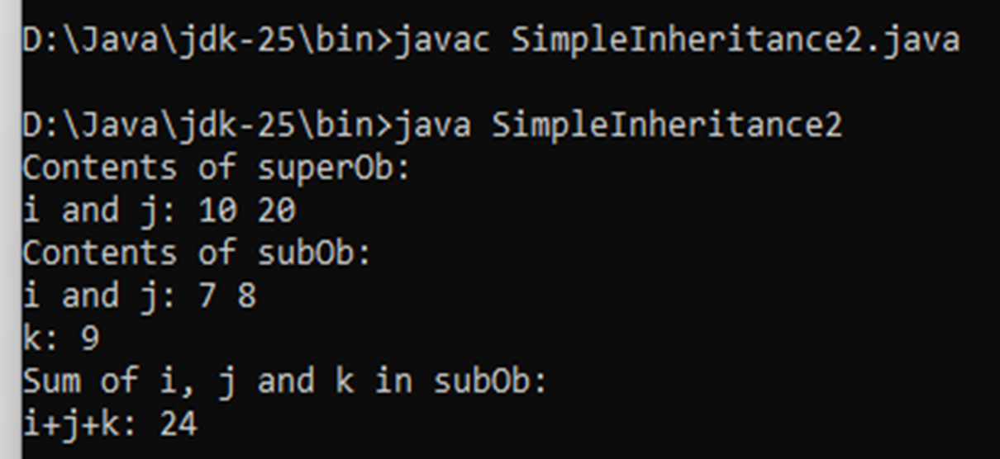 D:\Java\jdk-25\bin>javac SimpleInheritance2.java
D:\Java\jdk-25\bin>java SimpleInheritance2
Contents of superOb:
i and j: 10 20
Contents of subOb:
i and j: 7 8
k: 9
Sum of i, j and k in subOb:
i+j+k: 24